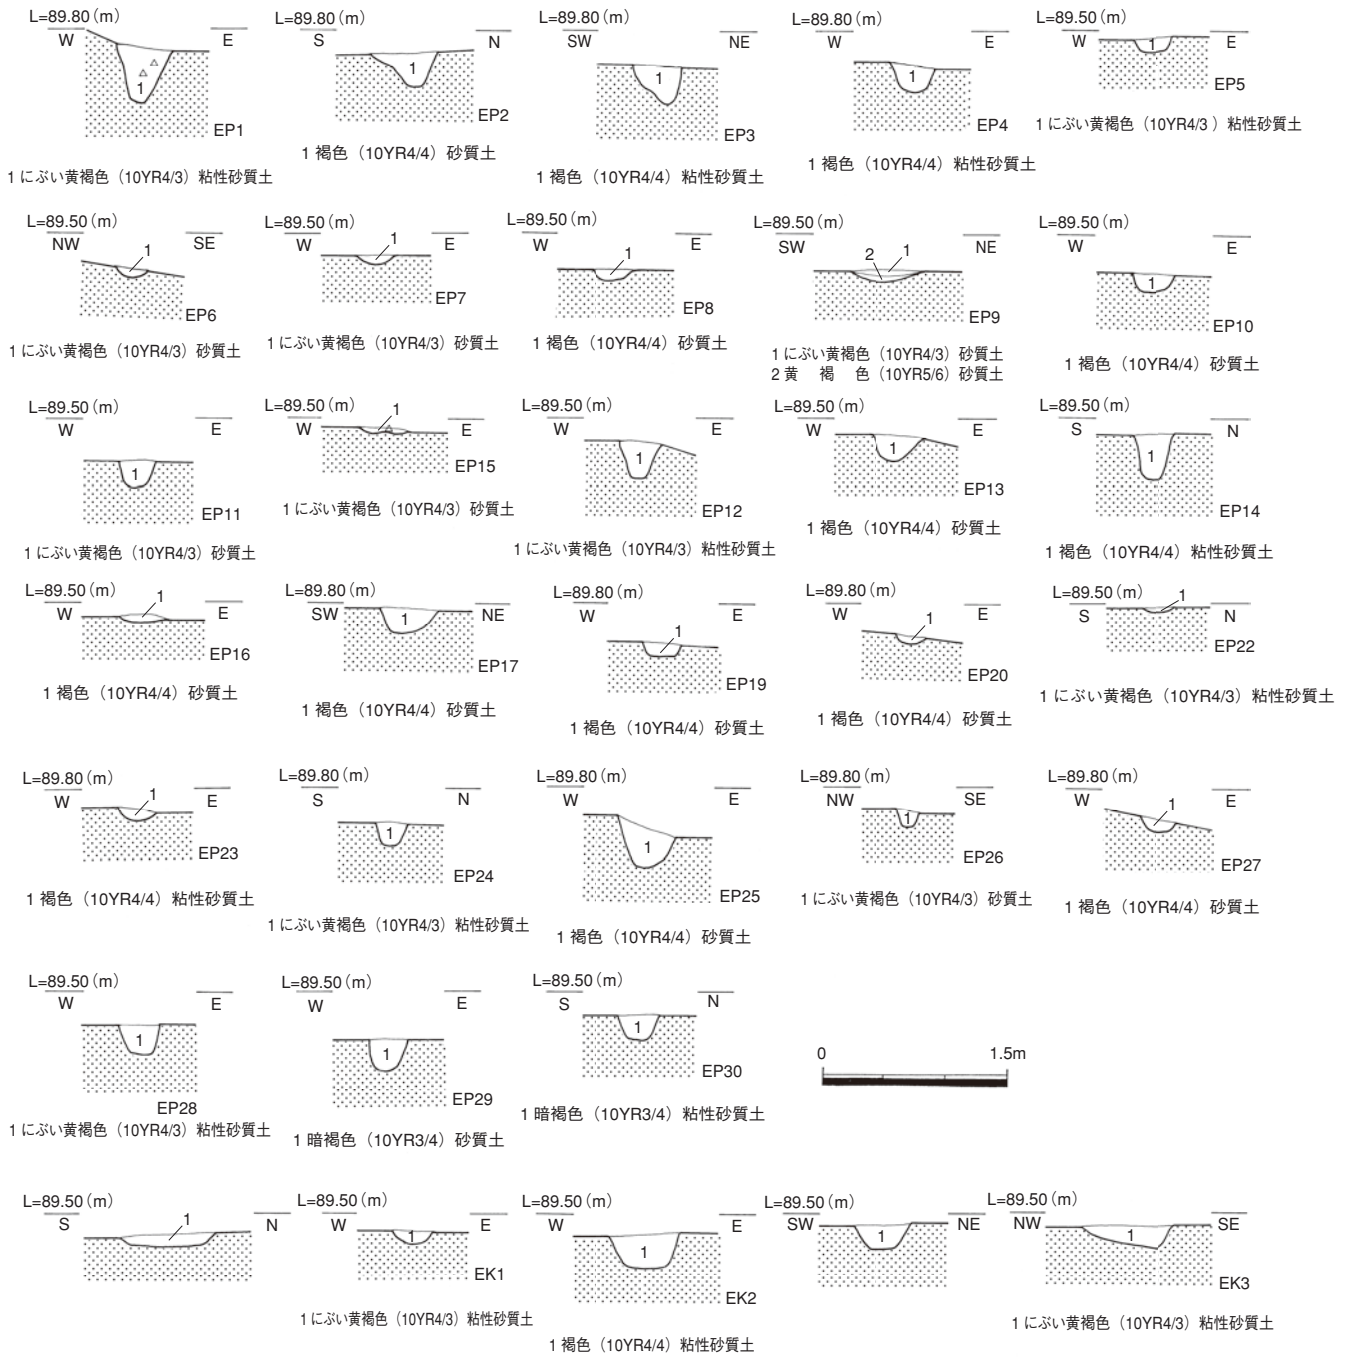 L=89.80(m)
W E
1
EP1
1 にぶい黄褐色（10YR4/3）粘性砂質土
L=89.80(m)
S N
1
EP2
1 褐色（10YR4/4）砂質土
L=89.80(m)
SW NE
1
EP3
1 褐色（10YR4/4）粘性砂質土
L=89.80(m)
W E
1
EP4
1 褐色（10YR4/4）粘性砂質土
L=89.50(m)
W E
1
EP5
1 にぶい黄褐色（10YR4/3）粘性砂質土
L=89.50(m)
NW SE
1
EP6
1 にぶい黄褐色（10YR4/3）砂質土
L=89.50(m)
W E
1
EP7
1 にぶい黄褐色（10YR4/3）砂質土
L=89.50(m)
W E
1
EP8
1 褐色（10YR4/4）砂質土
L=89.50(m)
SW NE
2 1
EP9
1 にぶい黄褐色（10YR4/3）砂質土
2 黄 褐 色（10YR5/6）砂質土
L=89.50(m)
W E
1
EP10
1 褐色（10YR4/4）砂質土
L=89.50(m)
W E
1
EP11
1 にぶい黄褐色（10YR4/3）砂質土
L=89.50(m)
W E
1
EP15
1 にぶい黄褐色（10YR4/3）砂質土
L=89.50(m)
W E
1
EP12
1 にぶい黄褐色（10YR4/3）粘性砂質土
L=89.50(m)
W E
1
EP13
1 褐色（10YR4/4）砂質土
L=89.50(m)
S N
1
EP14
1 褐色（10YR4/4）粘性砂質土
L=89.50(m)
W E
1
EP16
1 褐色（10YR4/4）砂質土
L=89.80(m)
SW NE
1
EP17
1 褐色（10YR4/4）砂質土
L=89.80(m)
W E
1
EP19
1 褐色（10YR4/4）砂質土
L=89.80(m)
W E
1
EP20
1 褐色（10YR4/4）砂質土
L=89.50(m)
S N
1
EP22
1 にぶい黄褐色（10YR4/3）粘性砂質土
L=89.80(m)
W E
1
EP23
1 褐色（10YR4/4）粘性砂質土
L=89.80(m)
S N
1
EP24
1 にぶい黄褐色（10YR4/3）粘性砂質土
L=89.80(m)
W E
1
EP25
1 褐色（10YR4/4）砂質土
L=89.80(m)
NW SE
1
EP26
1 にぶい黄褐色（10YR4/3）砂質土
L=89.80(m)
W E
1
EP27
1 褐色（10YR4/4）砂質土
L=89.50(m)
W E
1
EP28
1 にぶい黄褐色（10YR4/3）粘性砂質土
L=89.50(m)
W E
1
EP29
1 暗褐色（10YR3/4）砂質土
L=89.50(m)
S N
1
EP30
1 暗褐色（10YR3/4）粘性砂質土
0 1.5m
L=89.50(m)
S N
1
L=89.50(m)
W E
1
EK1
1 にぶい黄褐色（10YR4/3）粘性砂質土
L=89.50(m)
W E
1
EK2
1 褐色（10YR4/4）粘性砂質土
L=89.50(m)
SW NE
1
L=89.50(m)
NW SE
1
EK3
1 にぶい黄褐色（10YR4/3）粘性砂質土